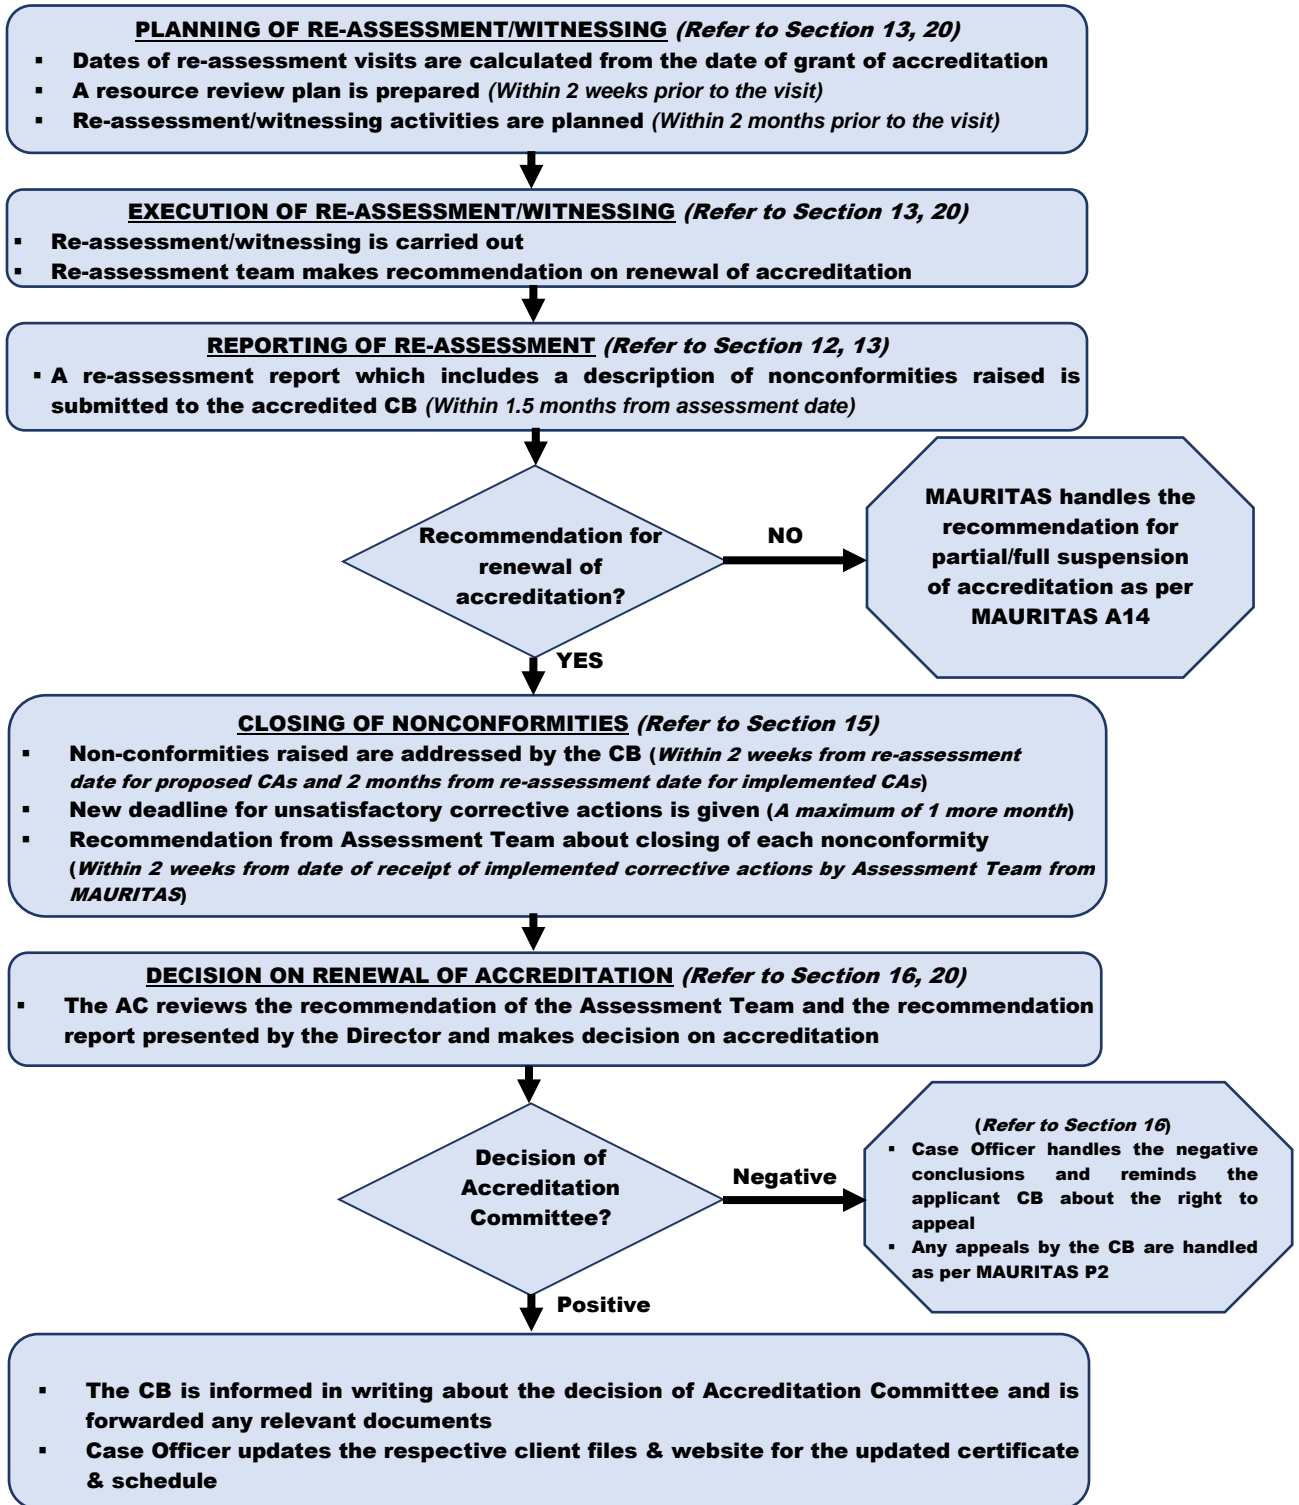 PLANNING OF RE-ASSESSMENT/WITNESSING (Refer to Section 13, 20)
▪ Dates of re-assessment visits are calculated from the date of grant of accreditation
▪ A resource review plan is prepared (Within 2 weeks prior to the visit)
▪ Re-assessment/witnessing activities are planned (Within 2 months prior to the visit)
EXECUTION OF RE-ASSESSMENT/WITNESSING (Refer to Section 13, 20)
▪ Re-assessment/witnessing is carried out
▪ Re-assessment team makes recommendation on renewal of accreditation
REPORTING OF RE-ASSESSMENT (Refer to Section 12, 13)
▪ A re-assessment report which includes a description of nonconformities raised is
submitted to the accredited CB (Within 1.5 months from assessment date)
Recommendation for
renewal of
accreditation?
NO
MAURITAS handles the
recommendation for
partial/full suspension
of accreditation as per
MAURITAS A14
YES
CLOSING OF NONCONFORMITIES (Refer to Section 15)
▪ Non-conformities raised are addressed by the CB (Within 2 weeks from re-assessment
date for proposed CAs and 2 months from re-assessment date for implemented CAs)
▪ New deadline for unsatisfactory corrective actions is given (A maximum of 1 more month)
▪ Recommendation from Assessment Team about closing of each nonconformity
(Within 2 weeks from date of receipt of implemented corrective actions by Assessment Team from
MAURITAS)
DECISION ON RENEWAL OF ACCREDITATION (Refer to Section 16, 20)
▪ The AC reviews the recommendation of the Assessment Team and the recommendation
report presented by the Director and makes decision on accreditation
Decision of
Accreditation
Committee?
Negative
(Refer to Section 16)
▪ Case Officer handles the negative
conclusions and reminds the
applicant CB about the right to
appeal
▪ Any appeals by the CB are handled
as per MAURITAS P2
Positive
▪ The CB is informed in writing about the decision of Accreditation Committee and is
forwarded any relevant documents
▪ Case Officer updates the respective client files & website for the updated certificate
& schedule